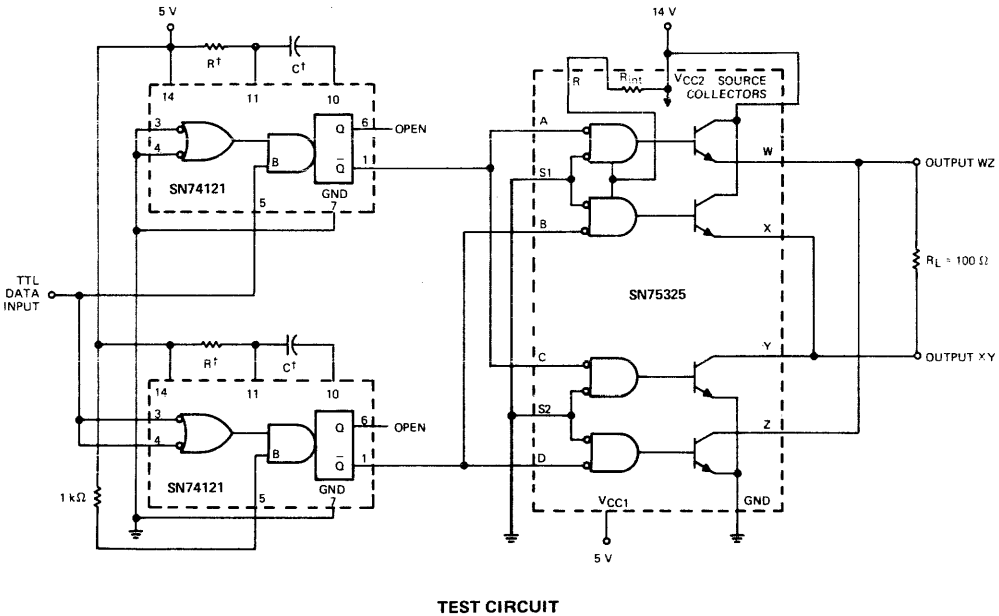 5 V
14 V
R†
C†
14
11
10
R
Rint
VCC2 SOURCE
COLLECTORS
3
4
Q
6
OPEN
A
B
Q̅
1
W
OUTPUT WZ
SN74121
GND
5
7
S1
B
X
TTL
DATA
INPUT
SN75325
RL = 100 Ω
R†
C†
Y
OUTPUT XY
14
11
10
C
3
4
Q
6
OPEN
S2
Z
B
Q̅
1
D
1 kΩ
SN74121
GND
5
7
VCC1
GND
5 V
TEST CIRCUIT